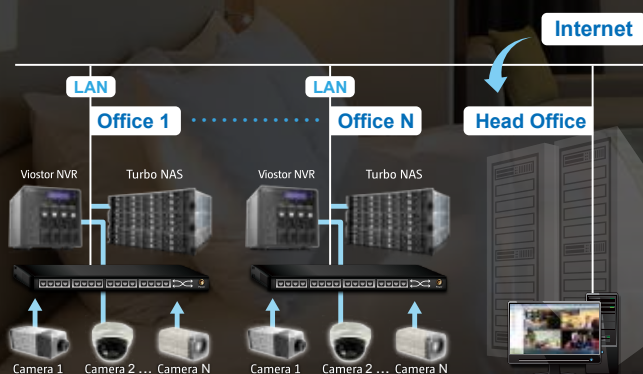 Internet
LAN
LAN
Office 1
Office N
Head Office
Viostor NVR
Turbo NAS
Viostor NVR
Turbo NAS
Camera 1
Camera 2 ...
Camera N
Camera 1
Camera 2 ...
Camera N